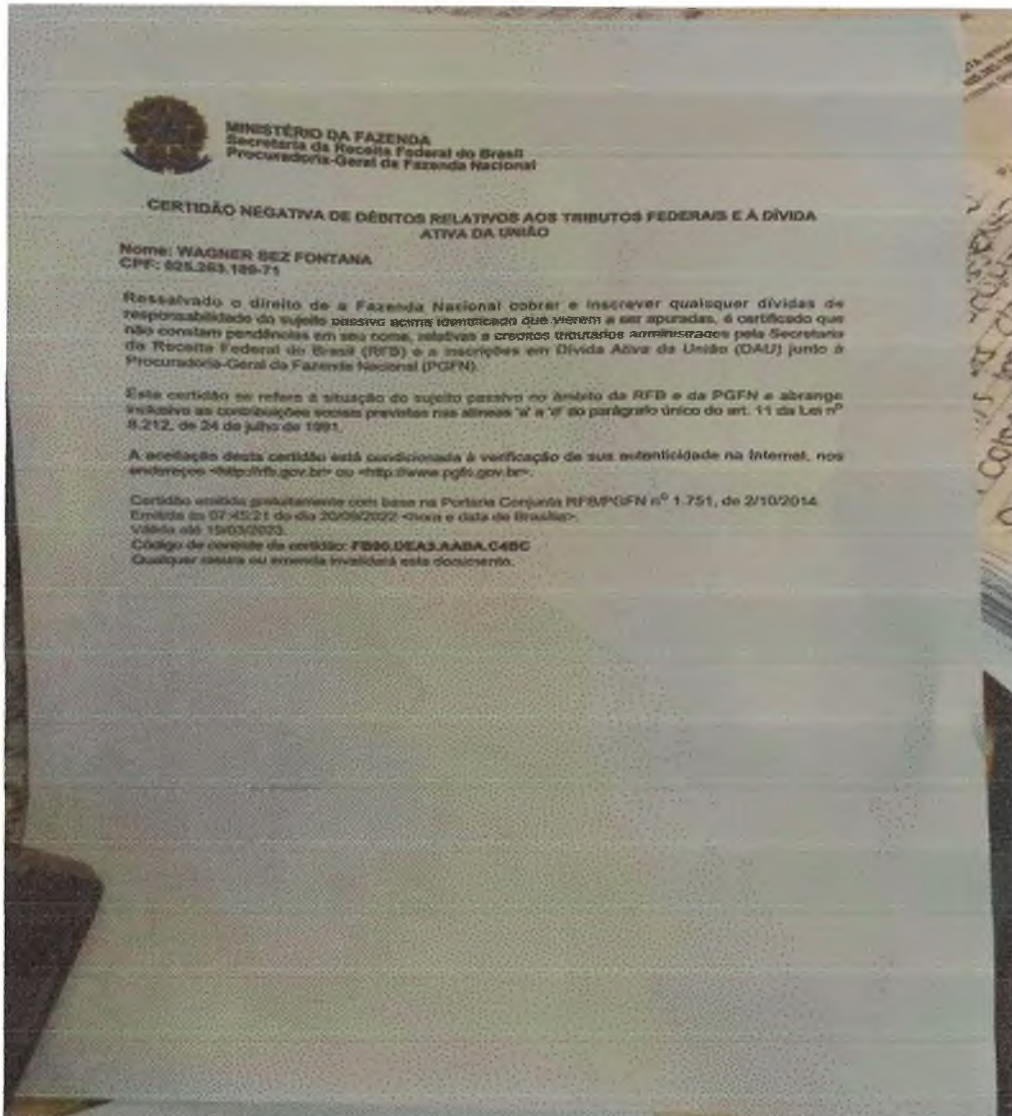 MINISTÉRIO DA FAZENDA
Secretaria da Receita Federal do Brasil
Procuradoria-Geral da Fazenda Nacional
CERTIDÃO NEGATIVA DE DÉBITOS RELATIVOS AOS TRIBUTOS FEDERAIS E À DÍVIDA
ATIVA DA UNIÃO
Nome: WAGNER BEZ FONTANA
CPF:
Ressalvado o direito de a Fazenda Nacional cobrar e inscrever quaisquer dívidas de
responsabilidade do sujeito passivo acima identificado que vierem a ser apuradas, é certificado que
não constam pendências em seu nome, relativas a créditos tributários administrados pela Secretaria
da Receita Federal do Brasil (RFB) e a inscrições em Dívida Ativa da União (DAU) junto à
Procuradoria-Geral da Fazenda Nacional (PGFN).
Esta certidão se refere à situação do sujeito passivo no âmbito da RFB e da PGFN e abrange
inclusive as contribuições sociais previstas nas alíneas 'a' a 'd' do parágrafo único do art. 11 da Lei nº
8.212, de 24 de julho de 1991.
A aceitação desta certidão está condicionada à verificação de sua autenticidade na Internet, nos
endereços <http://rfb.gov.br> ou <http://www.pgfn.gov.br>.
Certidão emitida gratuitamente com base na Portaria Conjunta RFB/PGFN nº 1.751, de 2/10/2014.
Emitida às 07:45:21 do dia 20/09/2022 <hora e data de Brasília>.
Válida até 19/03/2023.
Código de controle da certidão:
Qualquer rasura ou emenda invalidará este documento.